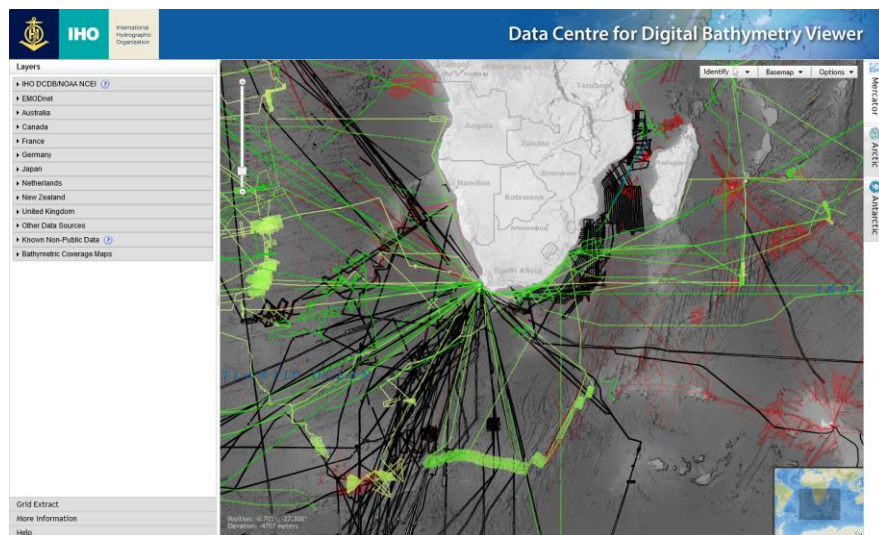 IHO
International
Hydrographic
Organization
Data Centre for Digital Bathymetry Viewer
Layers
IHO DCDB/NOAA NCEI (?)
EMODnet
Australia
Canada
France
Germany
Japan
Netherlands
New Zealand
United Kingdom
Other Data Sources
Known Non-Public Data (?)
Bathymetric Coverage Maps
Grid Extract
More Information
Help
Identify
Basemap
Options
Mercator
Arctic
Antarctic
Angola
Zambia
Namibia
Botswana
South Africa
Position: -0.703°, -27.308°
Elevation: -4707 meters